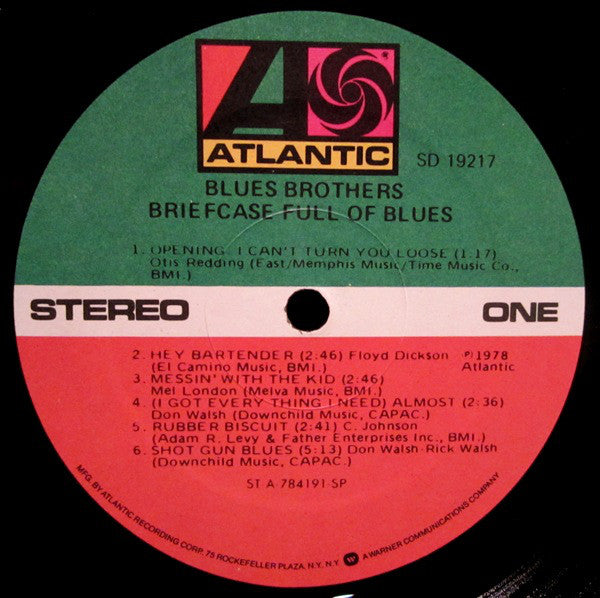 ATLANTIC
SD 19217
BLUES BROTHERS
BRIEFCASE FULL OF BLUES
1. OPENING: I CAN'T TURN YOU LOOSE (1:17)
Otis Redding (East/Memphis Music/Time Music Co.,
BMI.)
STEREO
ONE
2. HEY BARTENDER (2:46) Floyd Dickson
(El Camino Music, BMI.)
℗1978
Atlantic
3. MESSIN' WITH THE KID (2:46)
Mel London (Melva Music, BMI.)
4. (I GOT EVERY THING I NEED) ALMOST (2:36)
Don Walsh (Downchild Music, CAPAC.)
5. RUBBER BISCUIT (2:41) C. Johnson
(Adam R. Levy & Father Enterprises Inc., BMI.)
6. SHOT GUN BLUES (5:13) Don Walsh-Rick Walsh
(Downchild Music, CAPAC.)
ST A 784191 SP
MFG. BY ATLANTIC RECORDING CORP. 75 ROCKEFELLER PLAZA, N.Y. N.Y. W A WARNER COMMUNICATIONS COMPANY